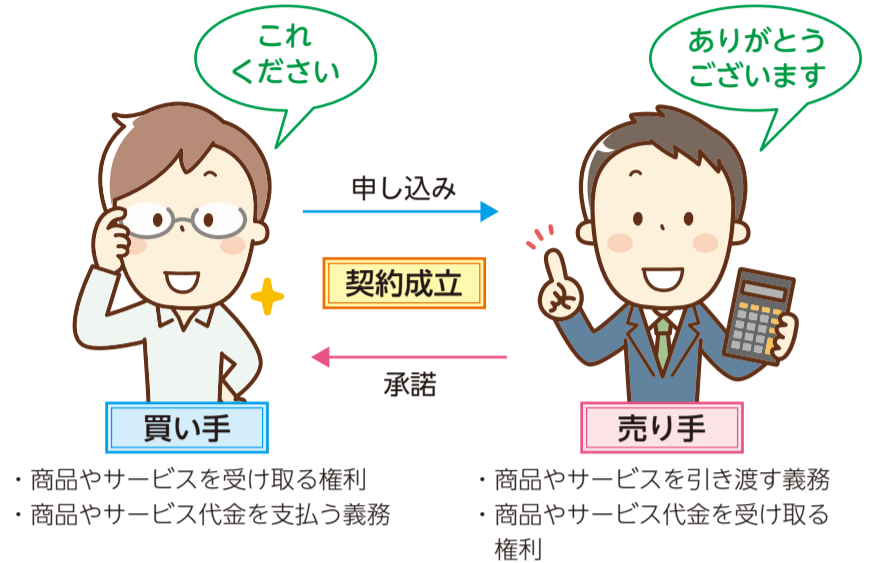 これ
ください
ありがとう
ございます
申し込み
契約成立
承諾
買い手
売り手
・商品やサービスを受け取る権利
・商品やサービス代金を支払う義務
・商品やサービスを引き渡す義務
・商品やサービス代金を受け取る
権利